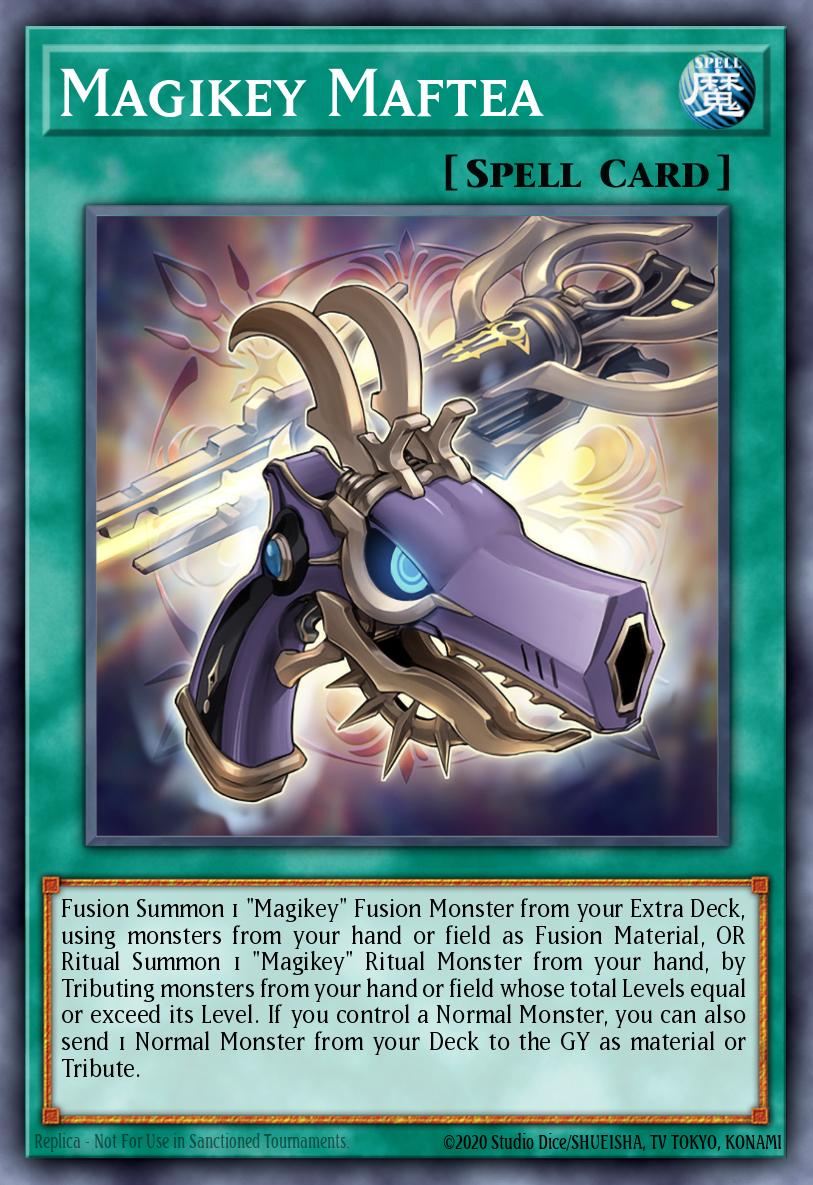 Magikey Maftea
SPELL
魔
[Spell Card]
Fusion Summon 1 "Magikey" Fusion Monster from your Extra Deck,
using monsters from your hand or field as Fusion Material, OR
Ritual Summon 1 "Magikey" Ritual Monster from your hand, by
Tributing monsters from your hand or field whose total Levels equal
or exceed its Level. If you control a Normal Monster, you can also
send 1 Normal Monster from your Deck to the GY as material or
Tribute.
Replica - Not For Use in Sanctioned Tournaments.
©2020 Studio Dice/SHUEISHA, TV TOKYO, KONAMI